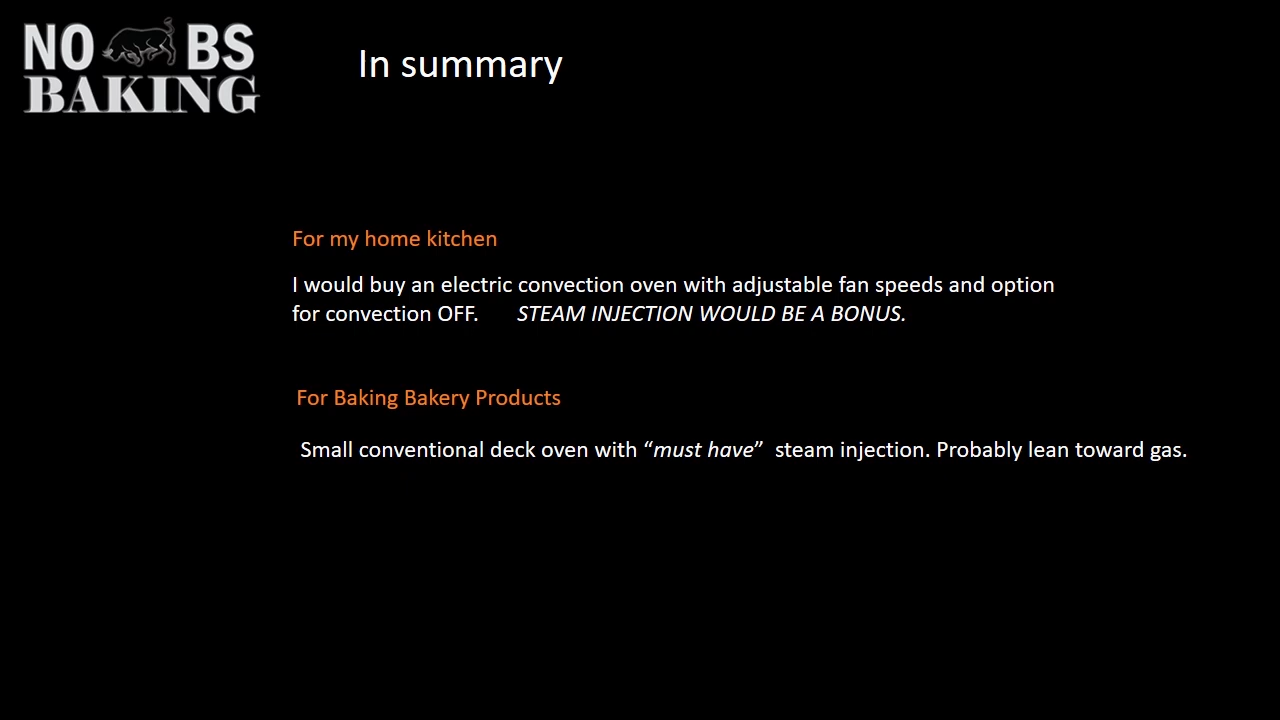 NO BS
BAKING
In summary
For my home kitchen
I would buy an electric convection oven with adjustable fan speeds and option
for convection OFF. STEAM INJECTION WOULD BE A BONUS.
For Baking Bakery Products
Small conventional deck oven with “must have” steam injection. Probably lean toward gas.